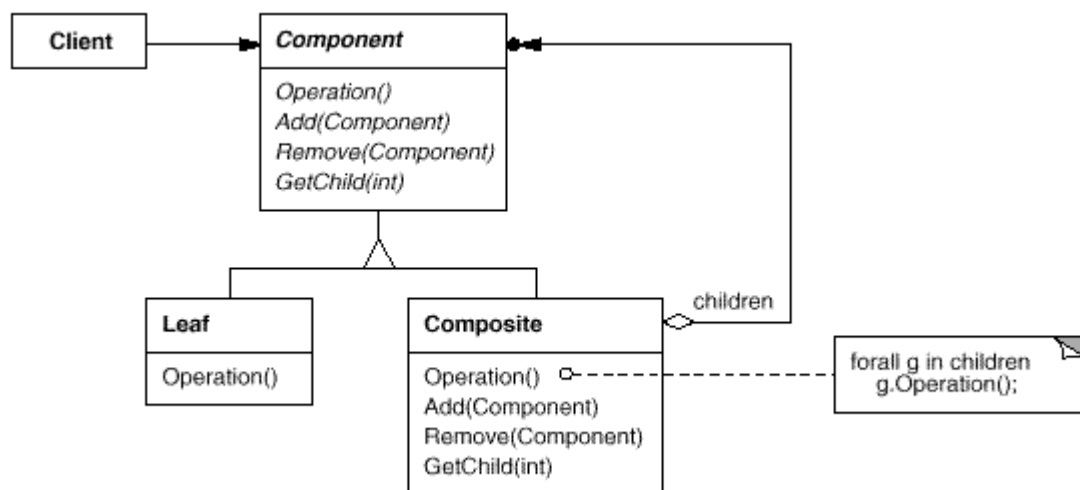 Client
Component
Operation()
Add(Component)
Remove(Component)
GetChild(int)
Leaf
Operation()
Composite
Operation()
Add(Component)
Remove(Component)
GetChild(int)
children
forall g in children
g.Operation();